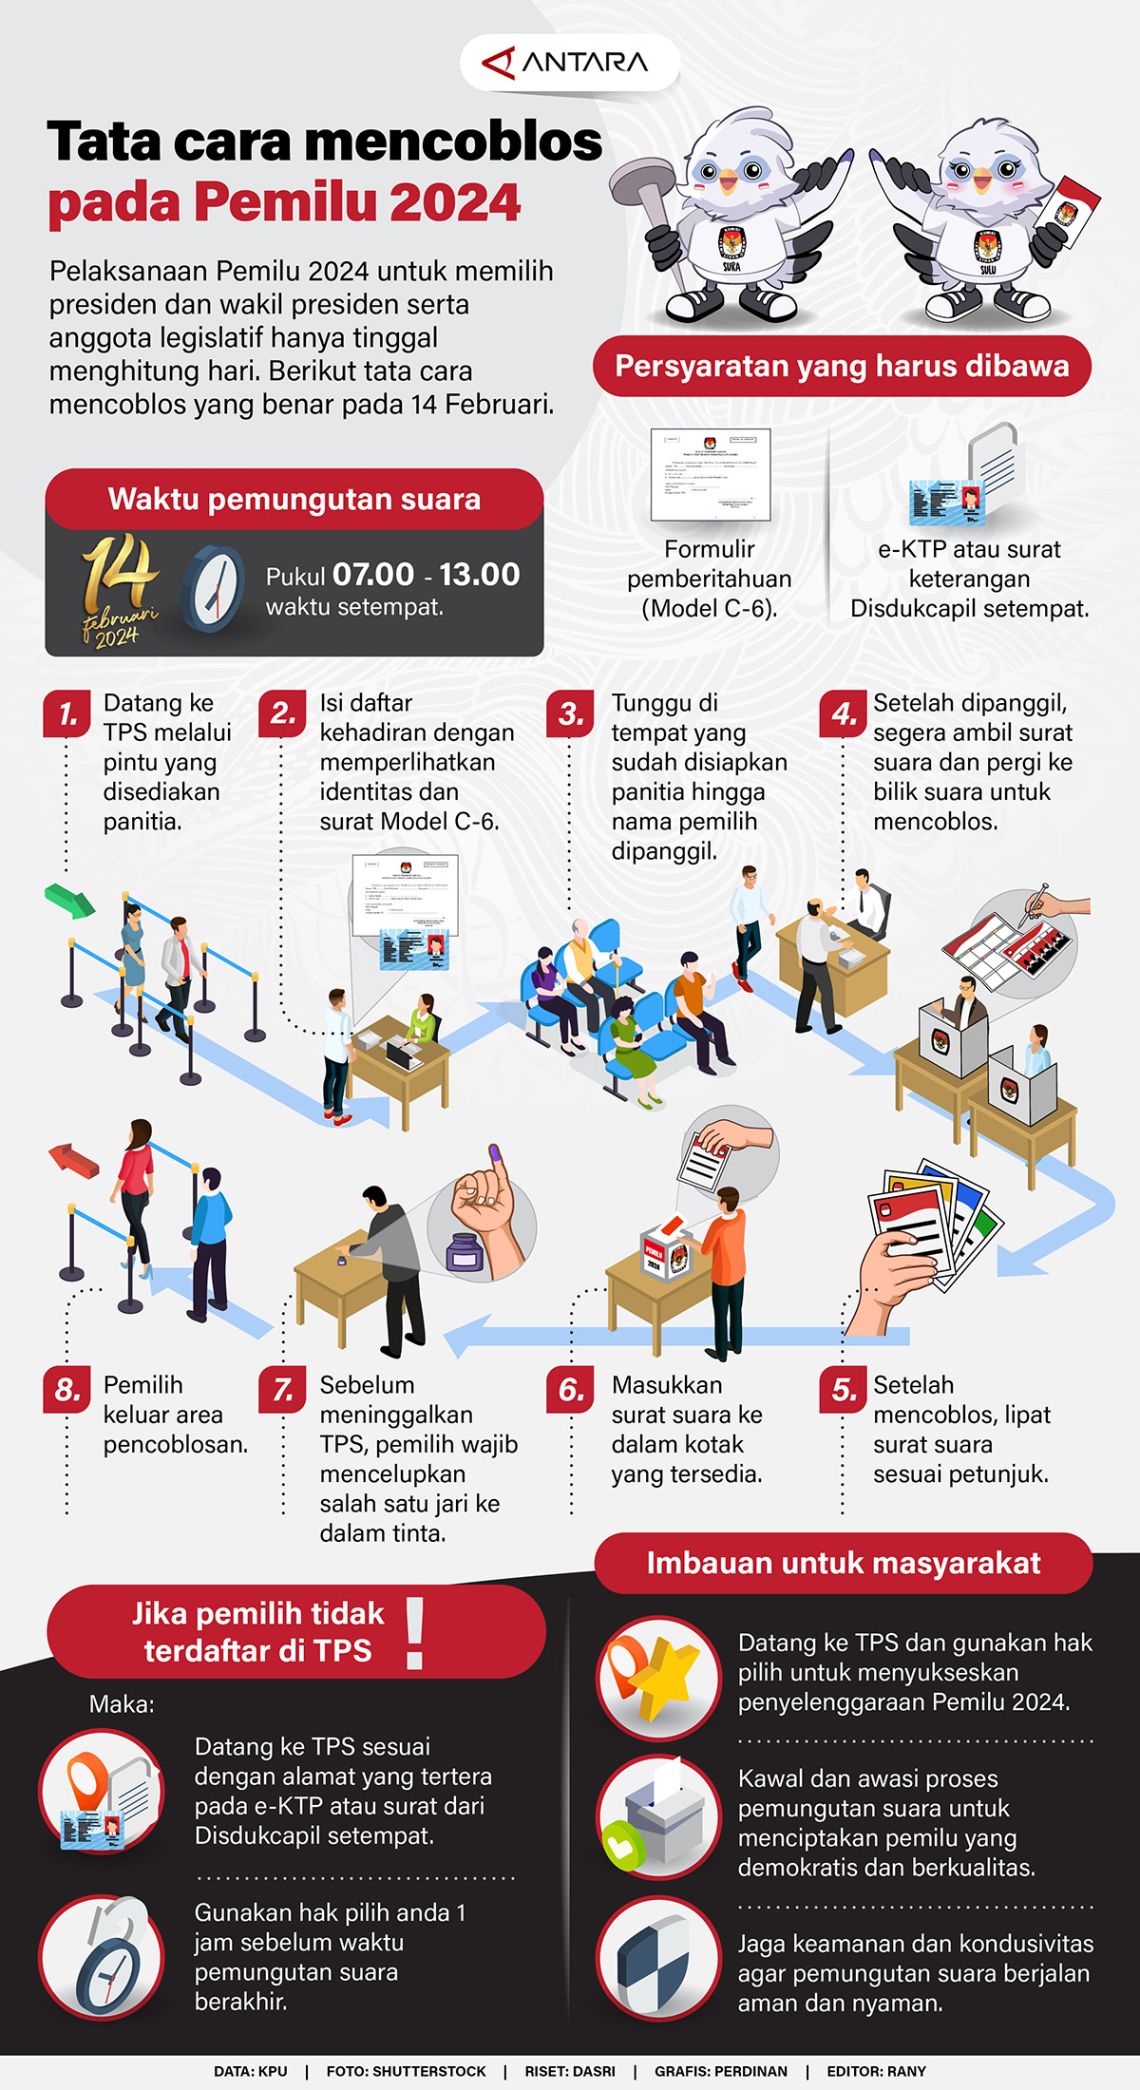 ANTARA
Tata cara mencoblos
pada Pemilu 2024
Pelaksanaan Pemilu 2024 untuk memilih
presiden dan wakil presiden serta
anggota legislatif hanya tinggal
menghitung hari. Berikut tata cara
mencoblos yang benar pada 14 Februari.
SURA
SULU
Persyaratan yang harus dibawa
Formulir
pemberitahuan
(Model C-6).
e-KTP atau surat
keterangan
Disdukcapil setempat.
Waktu pemungutan suara
14
februari
2024
Pukul 07.00 - 13.00
waktu setempat.
1.
Datang ke
TPS melalui
pintu yang
disediakan
panitia.
2.
Isi daftar
kehadiran dengan
memperlihatkan
identitas dan
surat Model C-6.
3.
Tunggu di
tempat yang
sudah disiapkan
panitia hingga
nama pemilih
dipanggil.
4.
Setelah dipanggil,
segera ambil surat
suara dan pergi ke
bilik suara untuk
mencoblos.
PEMILU
2024
8.
Pemilih
keluar area
pencoblosan.
7.
Sebelum
meninggalkan
TPS, pemilih wajib
mencelupkan
salah satu jari ke
dalam tinta.
6.
Masukkan
surat suara ke
dalam kotak
yang tersedia.
5.
Setelah
mencoblos, lipat
surat suara
sesuai petunjuk.
Jika pemilih tidak
terdaftar di TPS !
Maka:
Datang ke TPS sesuai
dengan alamat yang tertera
pada e-KTP atau surat dari
Disdukcapil setempat.
Gunakan hak pilih anda 1
jam sebelum waktu
pemungutan suara
berakhir.
Imbauan untuk masyarakat
Datang ke TPS dan gunakan hak
pilih untuk menyukseskan
penyelenggaraan Pemilu 2024.
Kawal dan awasi proses
pemungutan suara untuk
menciptakan pemilu yang
demokratis dan berkualitas.
Jaga keamanan dan kondusivitas
agar pemungutan suara berjalan
aman dan nyaman.
DATA: KPU | FOTO: SHUTTERSTOCK | RISET: DASRI | GRAFIS: PERDINAN | EDITOR: RANY